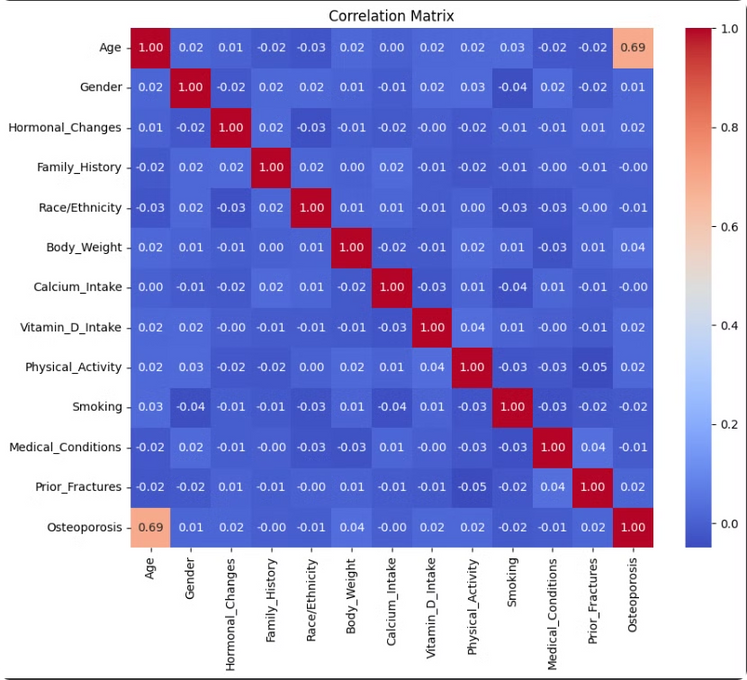 Correlation Matrix
Age 1.00 0.02 0.01 -0.02 -0.03 0.02 0.00 0.02 0.02 0.03 -0.02 -0.02 0.69
Gender 0.02 1.00 -0.02 0.02 0.02 0.01 -0.01 0.02 0.03 -0.04 0.02 -0.02 0.01
Hormonal_Changes 0.01 -0.02 1.00 0.02 -0.03 -0.01 -0.02 -0.00 -0.02 -0.01 -0.01 0.01 0.02
Family_History -0.02 0.02 0.02 1.00 0.02 0.00 0.02 -0.01 -0.02 -0.01 -0.00 -0.01 -0.00
Race/Ethnicity -0.03 0.02 -0.03 0.02 1.00 0.01 0.01 -0.01 0.00 -0.03 -0.03 -0.00 -0.01
Body_Weight 0.02 0.01 -0.01 0.00 0.01 1.00 -0.02 -0.01 0.02 0.01 -0.03 0.01 0.04
Calcium_Intake 0.00 -0.01 -0.02 0.02 0.01 -0.02 1.00 -0.03 0.01 -0.04 0.01 -0.01 -0.00
Vitamin_D_Intake 0.02 0.02 -0.00 -0.01 -0.01 -0.01 -0.03 1.00 0.04 0.01 -0.00 -0.01 0.02
Physical_Activity 0.02 0.03 -0.02 -0.02 0.00 0.02 0.01 0.04 1.00 -0.03 -0.03 -0.05 0.02
Smoking 0.03 -0.04 -0.01 -0.01 -0.03 0.01 -0.04 0.01 -0.03 1.00 -0.03 -0.02 -0.02
Medical_Conditions -0.02 0.02 -0.01 -0.00 -0.03 -0.03 0.01 -0.00 -0.03 -0.03 1.00 0.04 -0.01
Prior_Fractures -0.02 -0.02 0.01 -0.01 -0.00 0.01 -0.01 -0.01 -0.05 -0.02 0.04 1.00 0.02
Osteoporosis 0.69 0.01 0.02 -0.00 -0.01 0.04 -0.00 0.02 0.02 -0.02 -0.01 0.02 1.00
Age
Gender
Hormonal_Changes
Family_History
Race/Ethnicity
Body_Weight
Calcium_Intake
Vitamin_D_Intake
Physical_Activity
Smoking
Medical_Conditions
Prior_Fractures
Osteoporosis
1.0
0.8
0.6
0.4
0.2
0.0